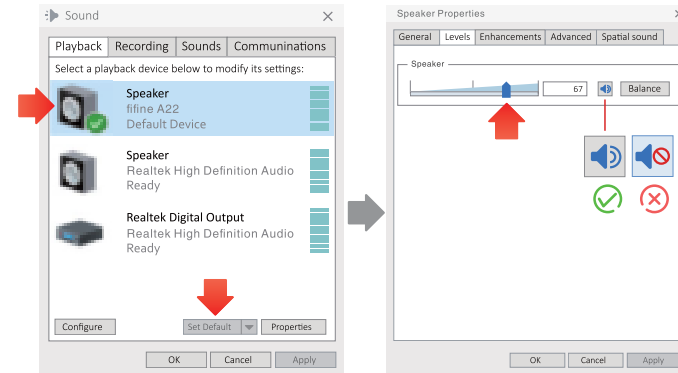 Sound
Playback Recording Sounds Communinations
Select a playback device below to modify its settings:
Speaker
fifine A22
Default Device
Speaker
Realtek High Definition Audio
Ready
Realtek Digital Output
Realtek High Definition Audio
Ready
Configure Set Default Properties
OK Cancel Apply
Speaker Properties
General Levels Enhancements Advanced Spatial sound
Speaker
67 Balance
OK Cancel Apply